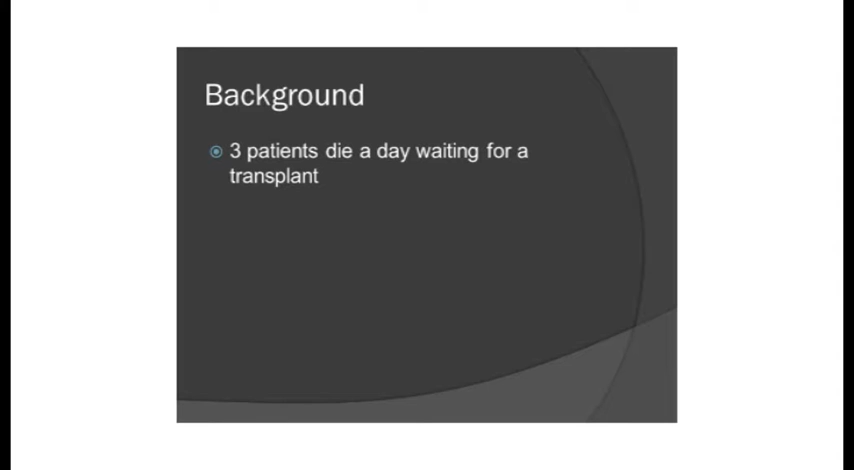 Background
3 patients die a day waiting for a
transplant